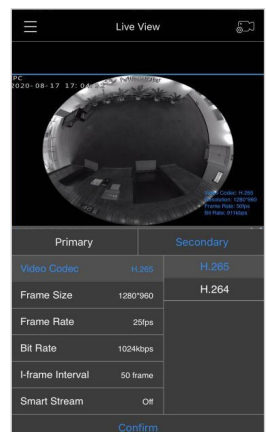 Live View
PC
2020-08-17 17:04
Video Codec: H.265
Resolution: 1280*960
Frame Rate: 30fps
Bit Rate: 911kbps
Primary
Secondary
Video Codec H.265
H.265
Frame Size 1280*960
H.264
Frame Rate 25fps
Bit Rate 1024kbps
I-frame Interval 50 frame
Smart Stream Off
Confirm